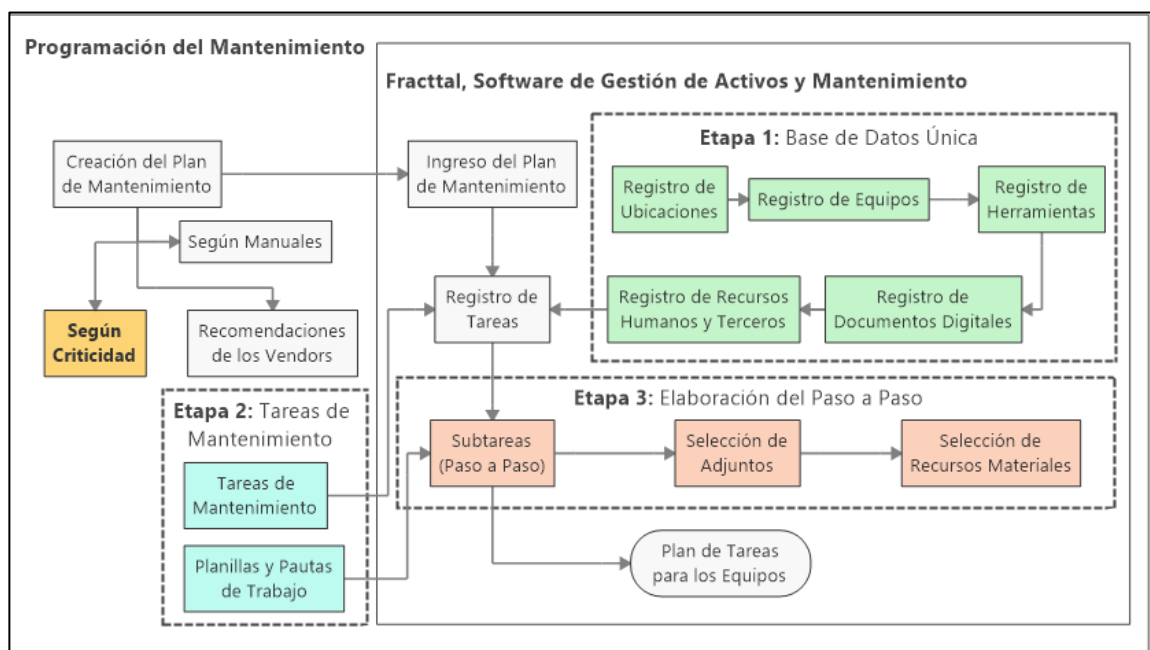 Programación del Mantenimiento
Fracttal, Software de Gestión de Activos y Mantenimiento
Creación del Plan
de Mantenimiento
Ingreso del Plan
de Mantenimiento
Etapa 1: Base de Datos Única
Registro de
Ubicaciones
Registro de Equipos
Registro de
Herramientas
Según Manuales
Según
Criticidad
Recomendaciones
de los Vendors
Registro de
Tareas
Registro de Recursos
Humanos y Terceros
Registro de
Documentos Digitales
Etapa 2: Tareas de
Mantenimiento
Tareas de
Mantenimiento
Planillas y Pautas
de Trabajo
Etapa 3: Elaboración del Paso a Paso
Subtareas
(Paso a Paso)
Selección de
Adjuntos
Selección de
Recursos Materiales
Plan de Tareas
para los Equipos